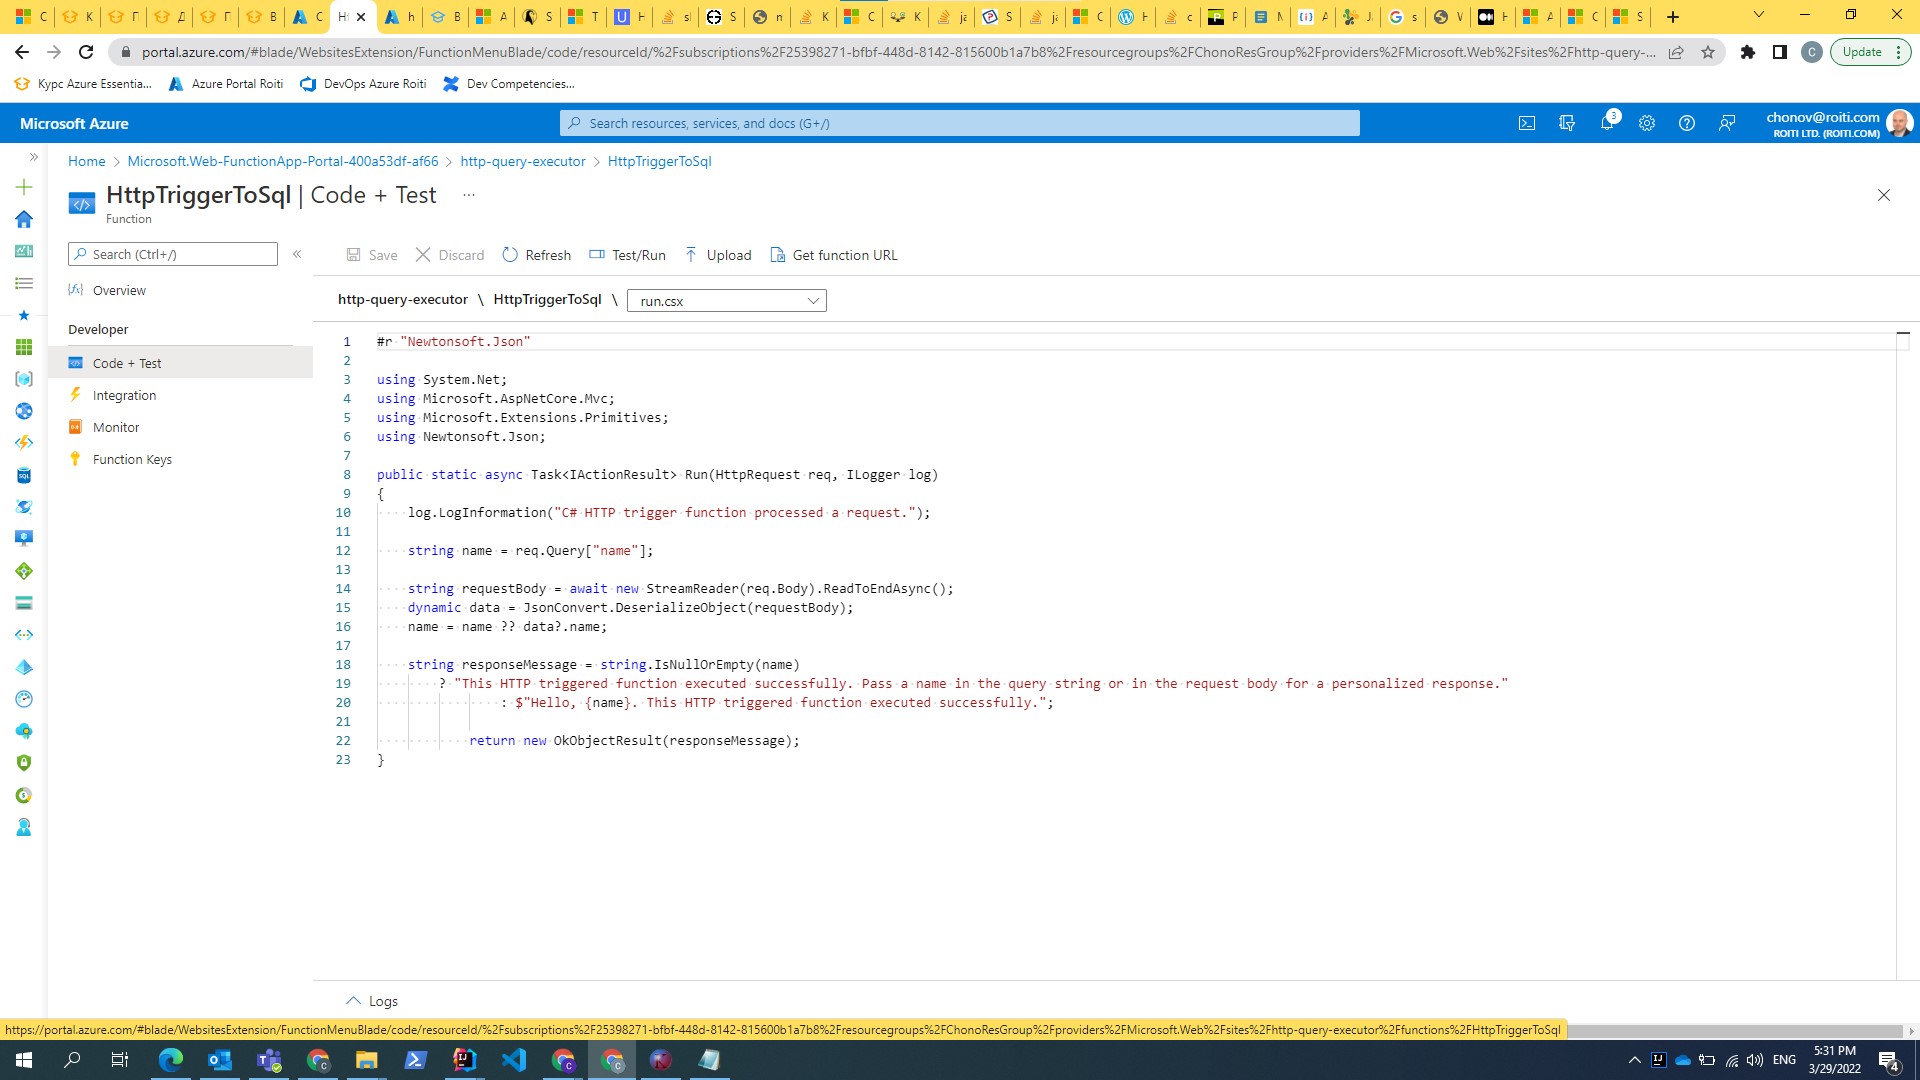 portal.azure.com/#blade/WebsitesExtension/FunctionMenuBlade/code/resourceId/%2Fsubscriptions%2F25398271-bfbf-448d-8142-815600b1a7b8%2Fresourcegroups%2FChonoResGroup%2Fproviders%2FMicrosoft.Web%2Fsites%2Fhttp-query-...
Update
Курс Azure Essentia...
Azure Portal Roiti
DevOps Azure Roiti
Dev Competencies...
Microsoft Azure
Search resources, services, and docs (G+/)
3
chonov@roiti.com
ROITI LTD. (ROITI.COM)
Home > Microsoft.Web-FunctionApp-Portal-400a53df-af66 > http-query-executor > HttpTriggerToSql
HttpTriggerToSql | Code + Test ...
Function
Search (Ctrl+/)
Save
Discard
Refresh
Test/Run
Upload
Get function URL
Overview
Developer
Code + Test
Integration
Monitor
Function Keys
http-query-executor \ HttpTriggerToSql \ run.csx
1 #r "Newtonsoft.Json"
2
3 using System.Net;
4 using Microsoft.AspNetCore.Mvc;
5 using Microsoft.Extensions.Primitives;
6 using Newtonsoft.Json;
7
8 public static async Task<IActionResult> Run(HttpRequest req, ILogger log)
9 {
10 log.LogInformation("C# HTTP trigger function processed a request.");
11
12 string name = req.Query["name"];
13
14 string requestBody = await new StreamReader(req.Body).ReadToEndAsync();
15 dynamic data = JsonConvert.DeserializeObject(requestBody);
16 name = name ?? data?.name;
17
18 string responseMessage = string.IsNullOrEmpty(name)
19 ? "This HTTP triggered function executed successfully. Pass a name in the query string or in the request body for a personalized response."
20 : $"Hello, {name}. This HTTP triggered function executed successfully.";
21
22 return new OkObjectResult(responseMessage);
23 }
Logs
https://portal.azure.com/#blade/WebsitesExtension/FunctionMenuBlade/code/resourceId/%2Fsubscriptions%2F25398271-bfbf-448d-8142-815600b1a7b8%2Fresourcegroups%2FChonoResGroup%2Fproviders%2FMicrosoft.Web%2Fsites%2Fhttp-query-executor%2Ffunctions%2FHttpTriggerToSql
ENG
5:31 PM
3/29/2022
4